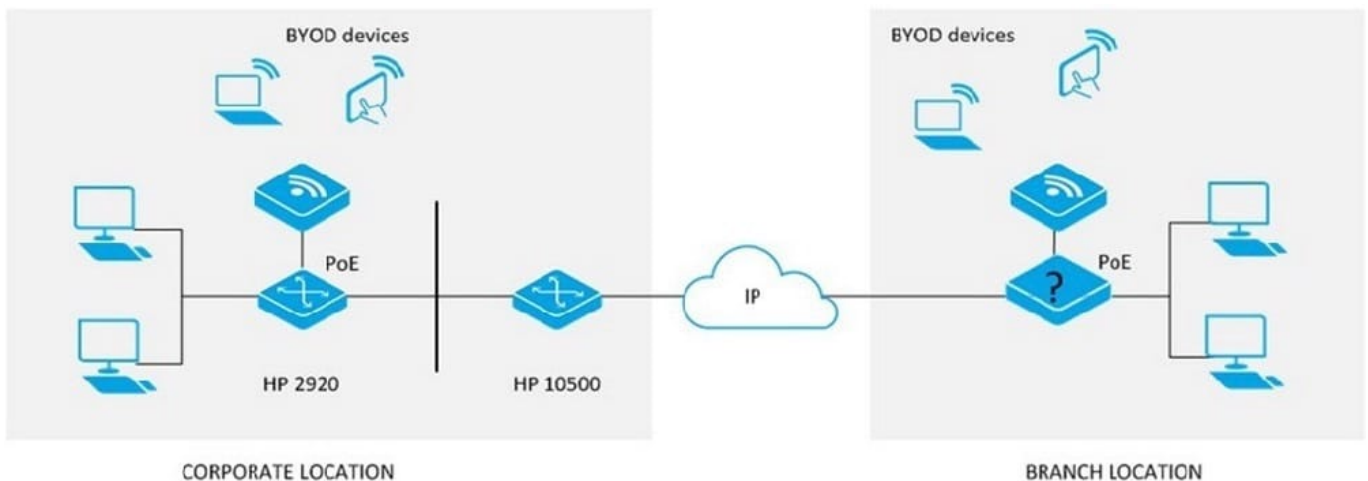 BYOD devices
BYOD devices
PoE
PoE
IP
?
HP 2920
HP 10500
CORPORATE LOCATION
BRANCH LOCATION